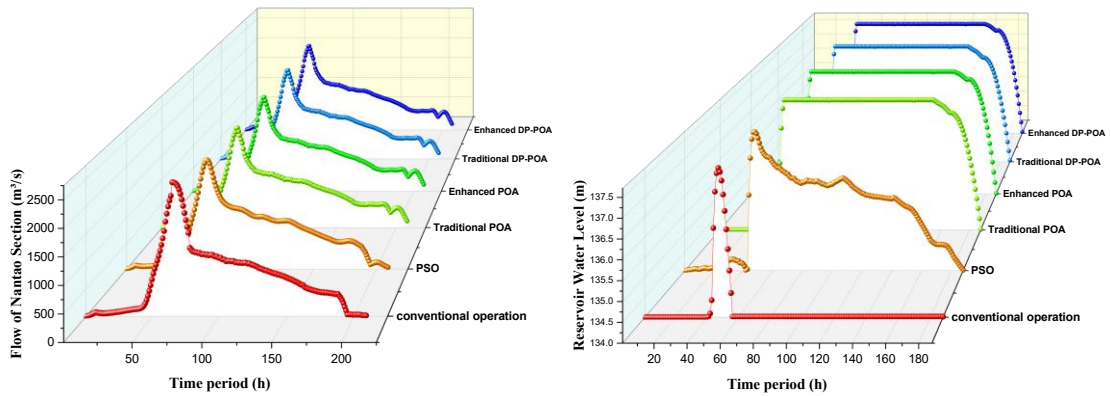 Flow of Nantao Section (m³/s)
2500
2000
1500
1000
500
0
50
100
150
200
Time period (h)
Enhanced DP-POA
Traditional DP-POA
Enhanced POA
Traditional POA
PSO
conventional operation
Reservoir Water Level (m)
137.5
137.0
136.5
136.0
135.5
135.0
134.5
134.0
20
40
60
80
100
120
140
160
180
Time period (h)
Enhanced DP-POA
Traditional DP-POA
Enhanced POA
Traditional POA
PSO
conventional operation